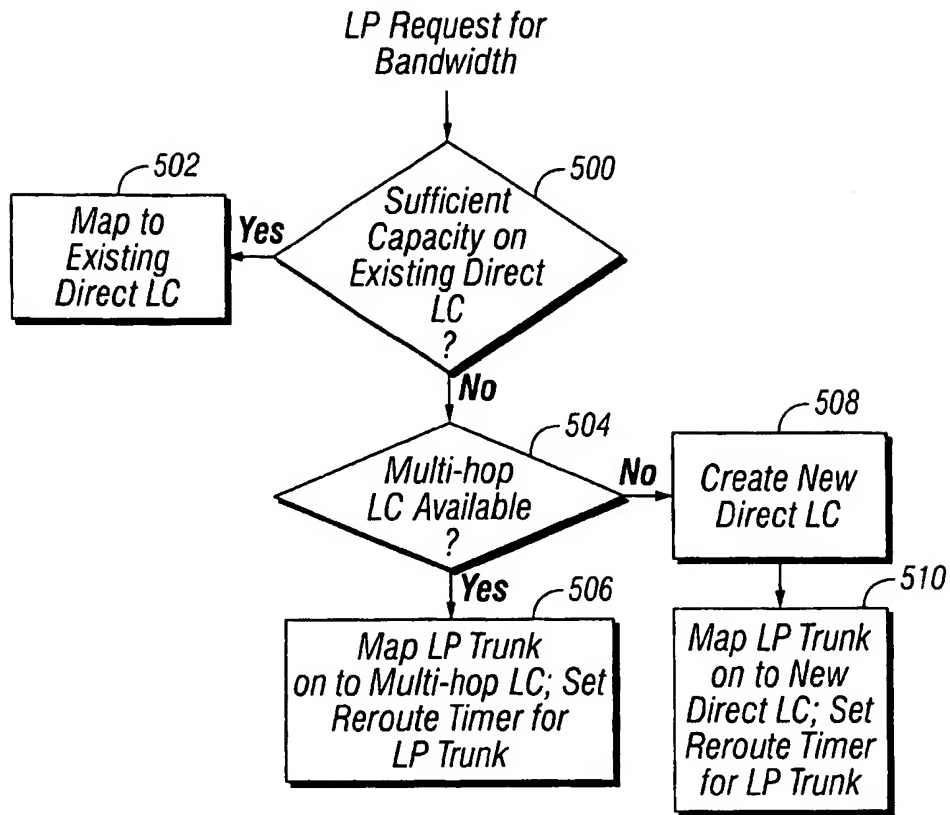 LP Request for
Bandwidth
502
500
Sufficient
Capacity on
Existing Direct
LC
?
Yes
Map to
Existing
Direct LC
No
504
508
Multi-hop
LC Available
?
No
Create New
Direct LC
Yes
506
510
Map LP Trunk
on to Multi-hop LC; Set
Reroute Timer for
LP Trunk
Map LP Trunk
on to New
Direct LC; Set
Reroute Timer
for LP Trunk